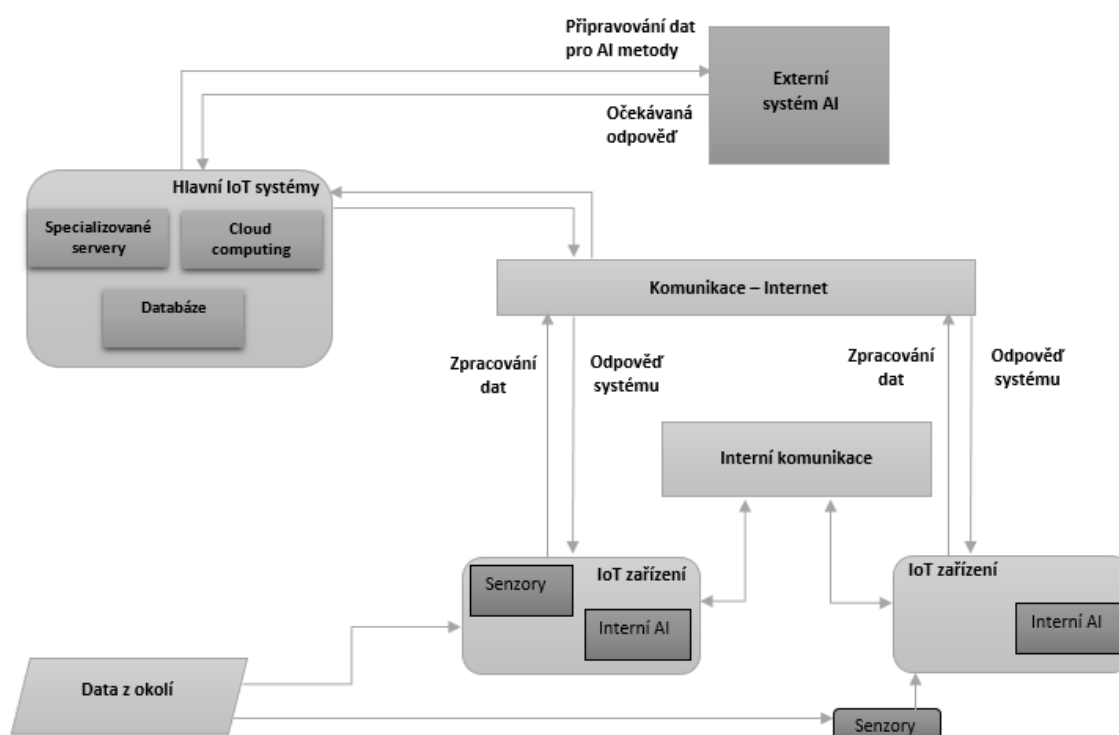 Připravování dat
pro AI metody
Externí
systém AI
Očekávaná
odpověď
Hlavní IoT systémy
Specializované
servery
Cloud
computing
Databáze
Komunikace – Internet
Zpracování
dat
Odpověď
systému
Zpracování
dat
Odpověď
systému
Interní komunikace
IoT zařízení
Senzory
Interní AI
IoT zařízení
Interní AI
Data z okolí
Senzory